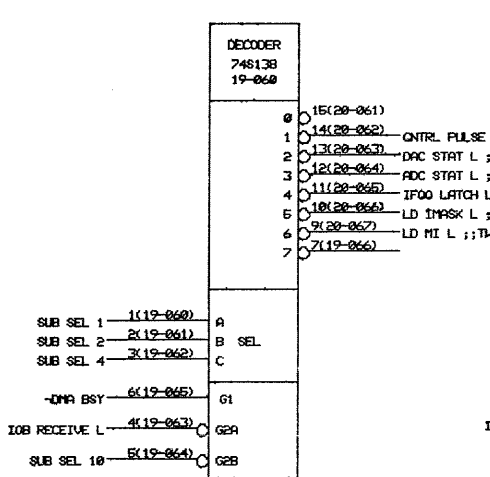 DECODER
74S138
19-060
0 15(20-061)
1 14(20-062) CNTRL PULSE
2 13(20-063) DAC STAT L ;
3 12(20-064) ADC STAT L ;
4 11(20-065) IFOO LATCH L
5 10(20-066) LD IMASK L ;
6 9(20-067) LD MI L ;;TW
7 7(19-066)
SUB SEL 1 1(19-060) A
SUB SEL 2 2(19-061) B SEL
SUB SEL 4 3(19-062) C
-DMA BSY 6(19-065) G1
IOB RECEIVE L 4(19-063) G2A
SUB SEL 10 5(19-064) G2B